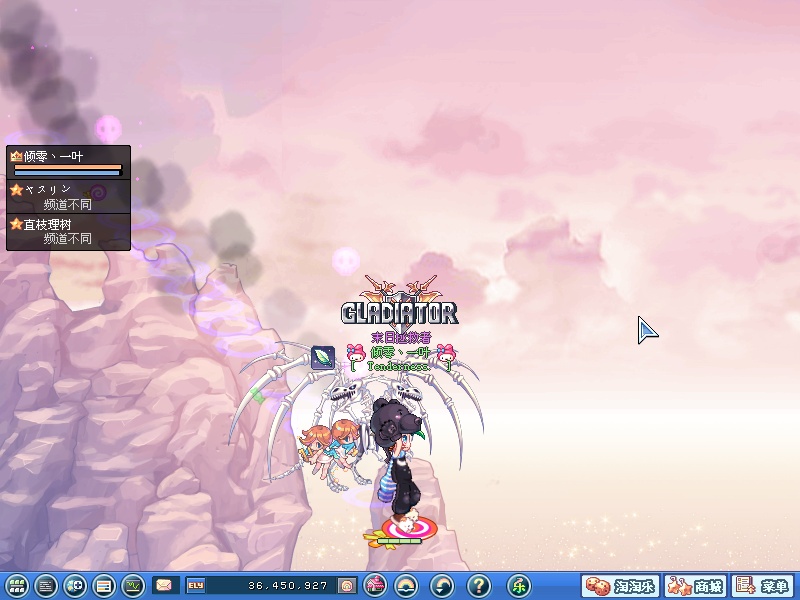 倾零丶一叶
ヤスリン
频道不同
直枝理树
频道不同
GLADIATOR
末日拯救者
倾零丶一叶
[ Tenderness ]
ELY 36,450,927
乐
淘淘乐
商城
菜单